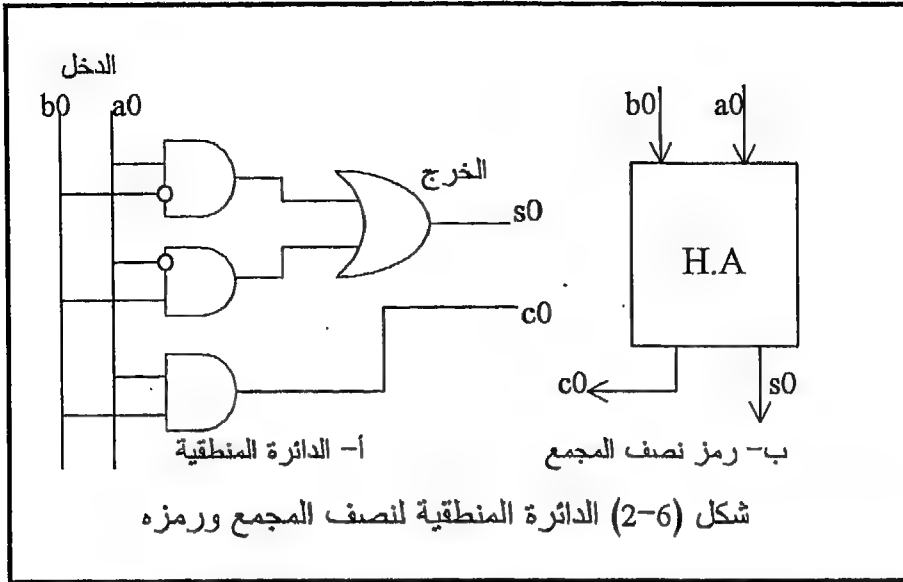 الدخل
b0 a0
الخرج
s0
c0
أ- الدائرة المنطقية
b0 a0
H.A
c0 s0
ب- رمز نصف المجمع
شكل (6-2) الدائرة المنطقية لنصف المجمع ورمزه